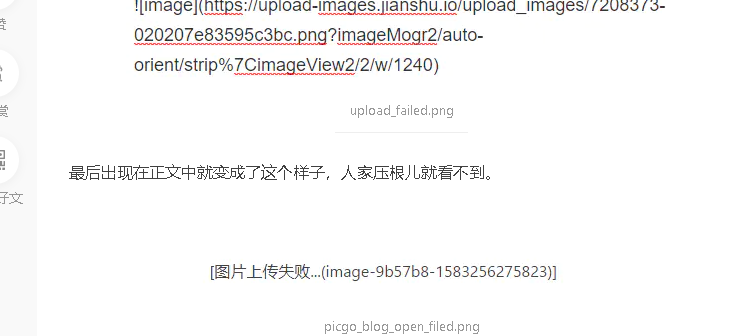 赞
![image](https://upload-images.jianshu.io/upload_images/7208373-
020207e83595c3bc.png?imageMogr2/auto-
orient/strip%7CimageView2/2/w/1240)
赏
upload_failed.png
最后出现在正文中就变成了这个样子，人家压根儿就看不到。
子文
[图片上传失败...(image-9b57b8-1583256275823)]
picgo_blog_open_filed.png